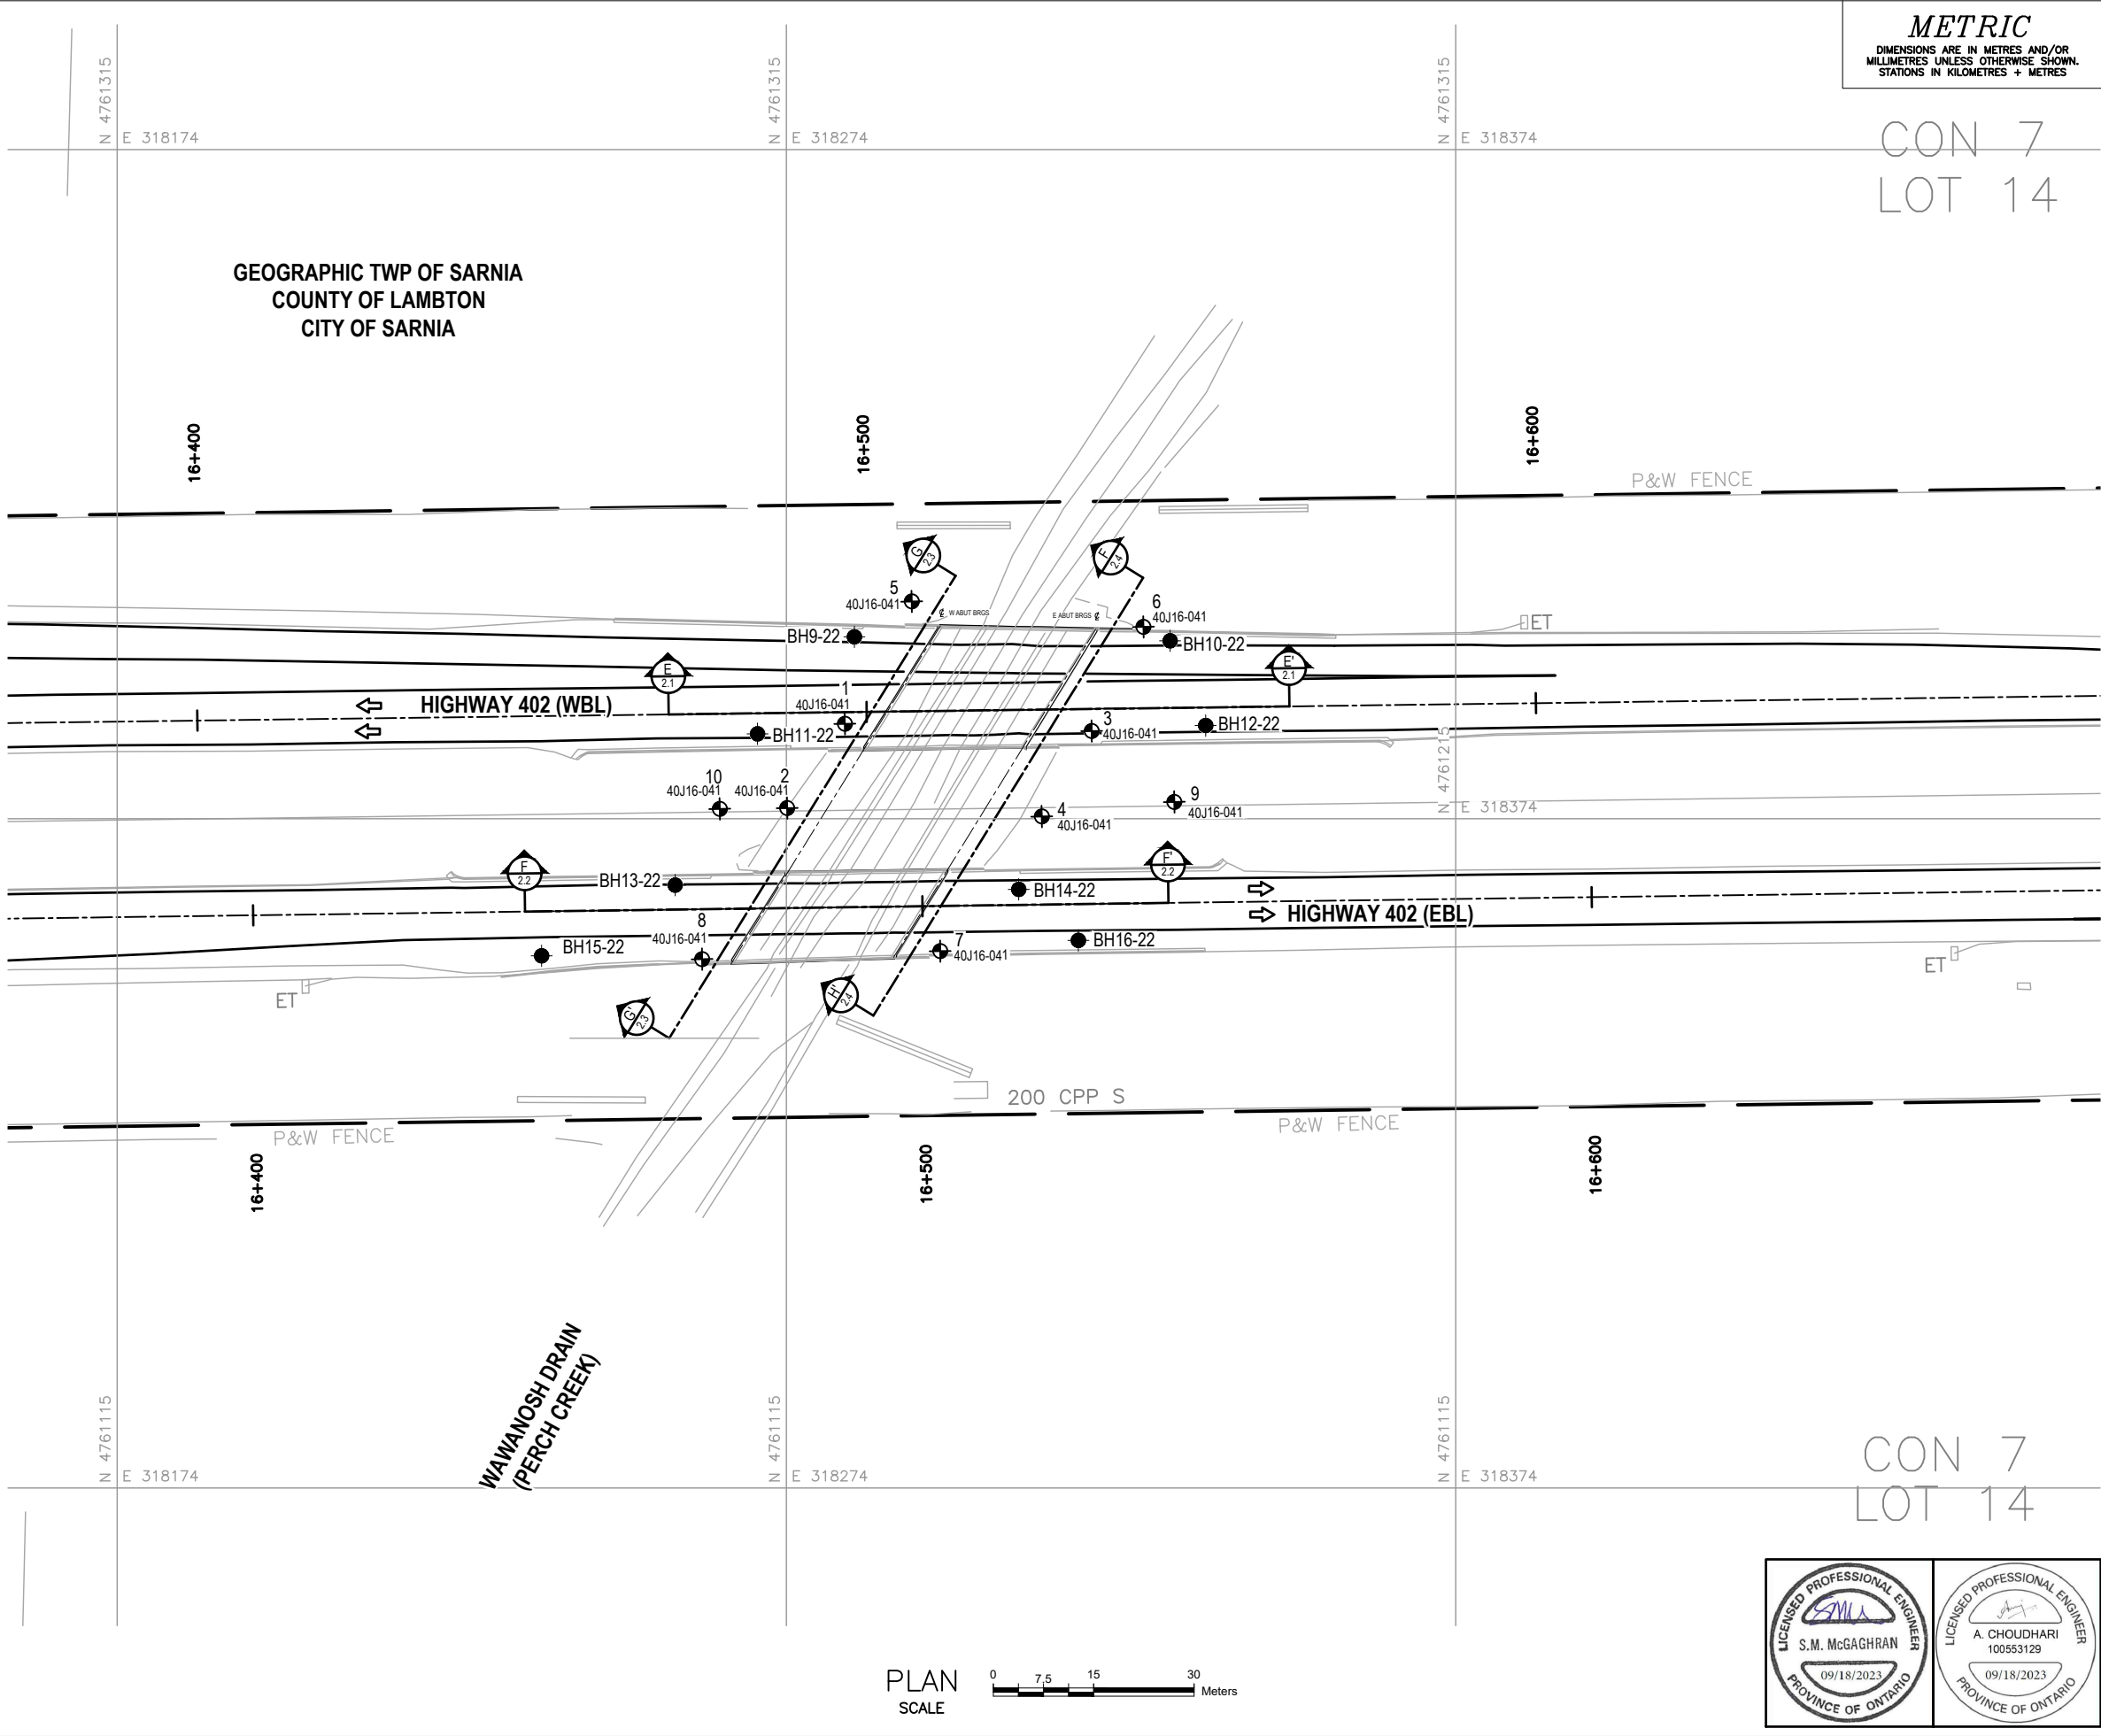 METRIC
DIMENSIONS ARE IN METRES AND/OR
MILLIMETRES UNLESS OTHERWISE SHOWN.
STATIONS IN KILOMETRES + METRES
N 4761315
E 318174
N 4761315
E 318274
N 4761315
E 318374
CON 7
LOT 14
GEOGRAPHIC TWP OF SARNIA
COUNTY OF LAMBTON
CITY OF SARNIA
16+400
16+500
16+600
P&W FENCE
G
2.3
F
2.4
5
40J16-041
℄ W ABUT BRGS
E ABUT BRGS ℄
6
40J16-041
ET
BH9-22
BH10-22
E
2.1
E'
2.1
1
40J16-041
HIGHWAY 402 (WBL)
BH11-22
3
40J16-041
BH12-22
N 4761215
E 318374
10
40J16-041
2
40J16-041
4
40J16-041
9
40J16-041
F
2.2
F'
2.2
BH13-22
BH14-22
HIGHWAY 402 (EBL)
8
40J16-041
BH15-22
7
40J16-041
BH16-22
ET
ET
G'
2.3
H'
2.4
200 CPP S
P&W FENCE
P&W FENCE
16+400
16+500
16+600
WAWANOSH DRAIN
(PERCH CREEK)
N 4761115
E 318174
N 4761115
E 318274
N 4761115
E 318374
CON 7
LOT 14
PLAN
SCALE
0 7.5 15 30
Meters
LICENSED PROFESSIONAL ENGINEER
S.M. McGAGHRAN
09/18/2023
PROVINCE OF ONTARIO
LICENSED PROFESSIONAL ENGINEER
A. CHOUDHARI
100553129
09/18/2023
PROVINCE OF ONTARIO